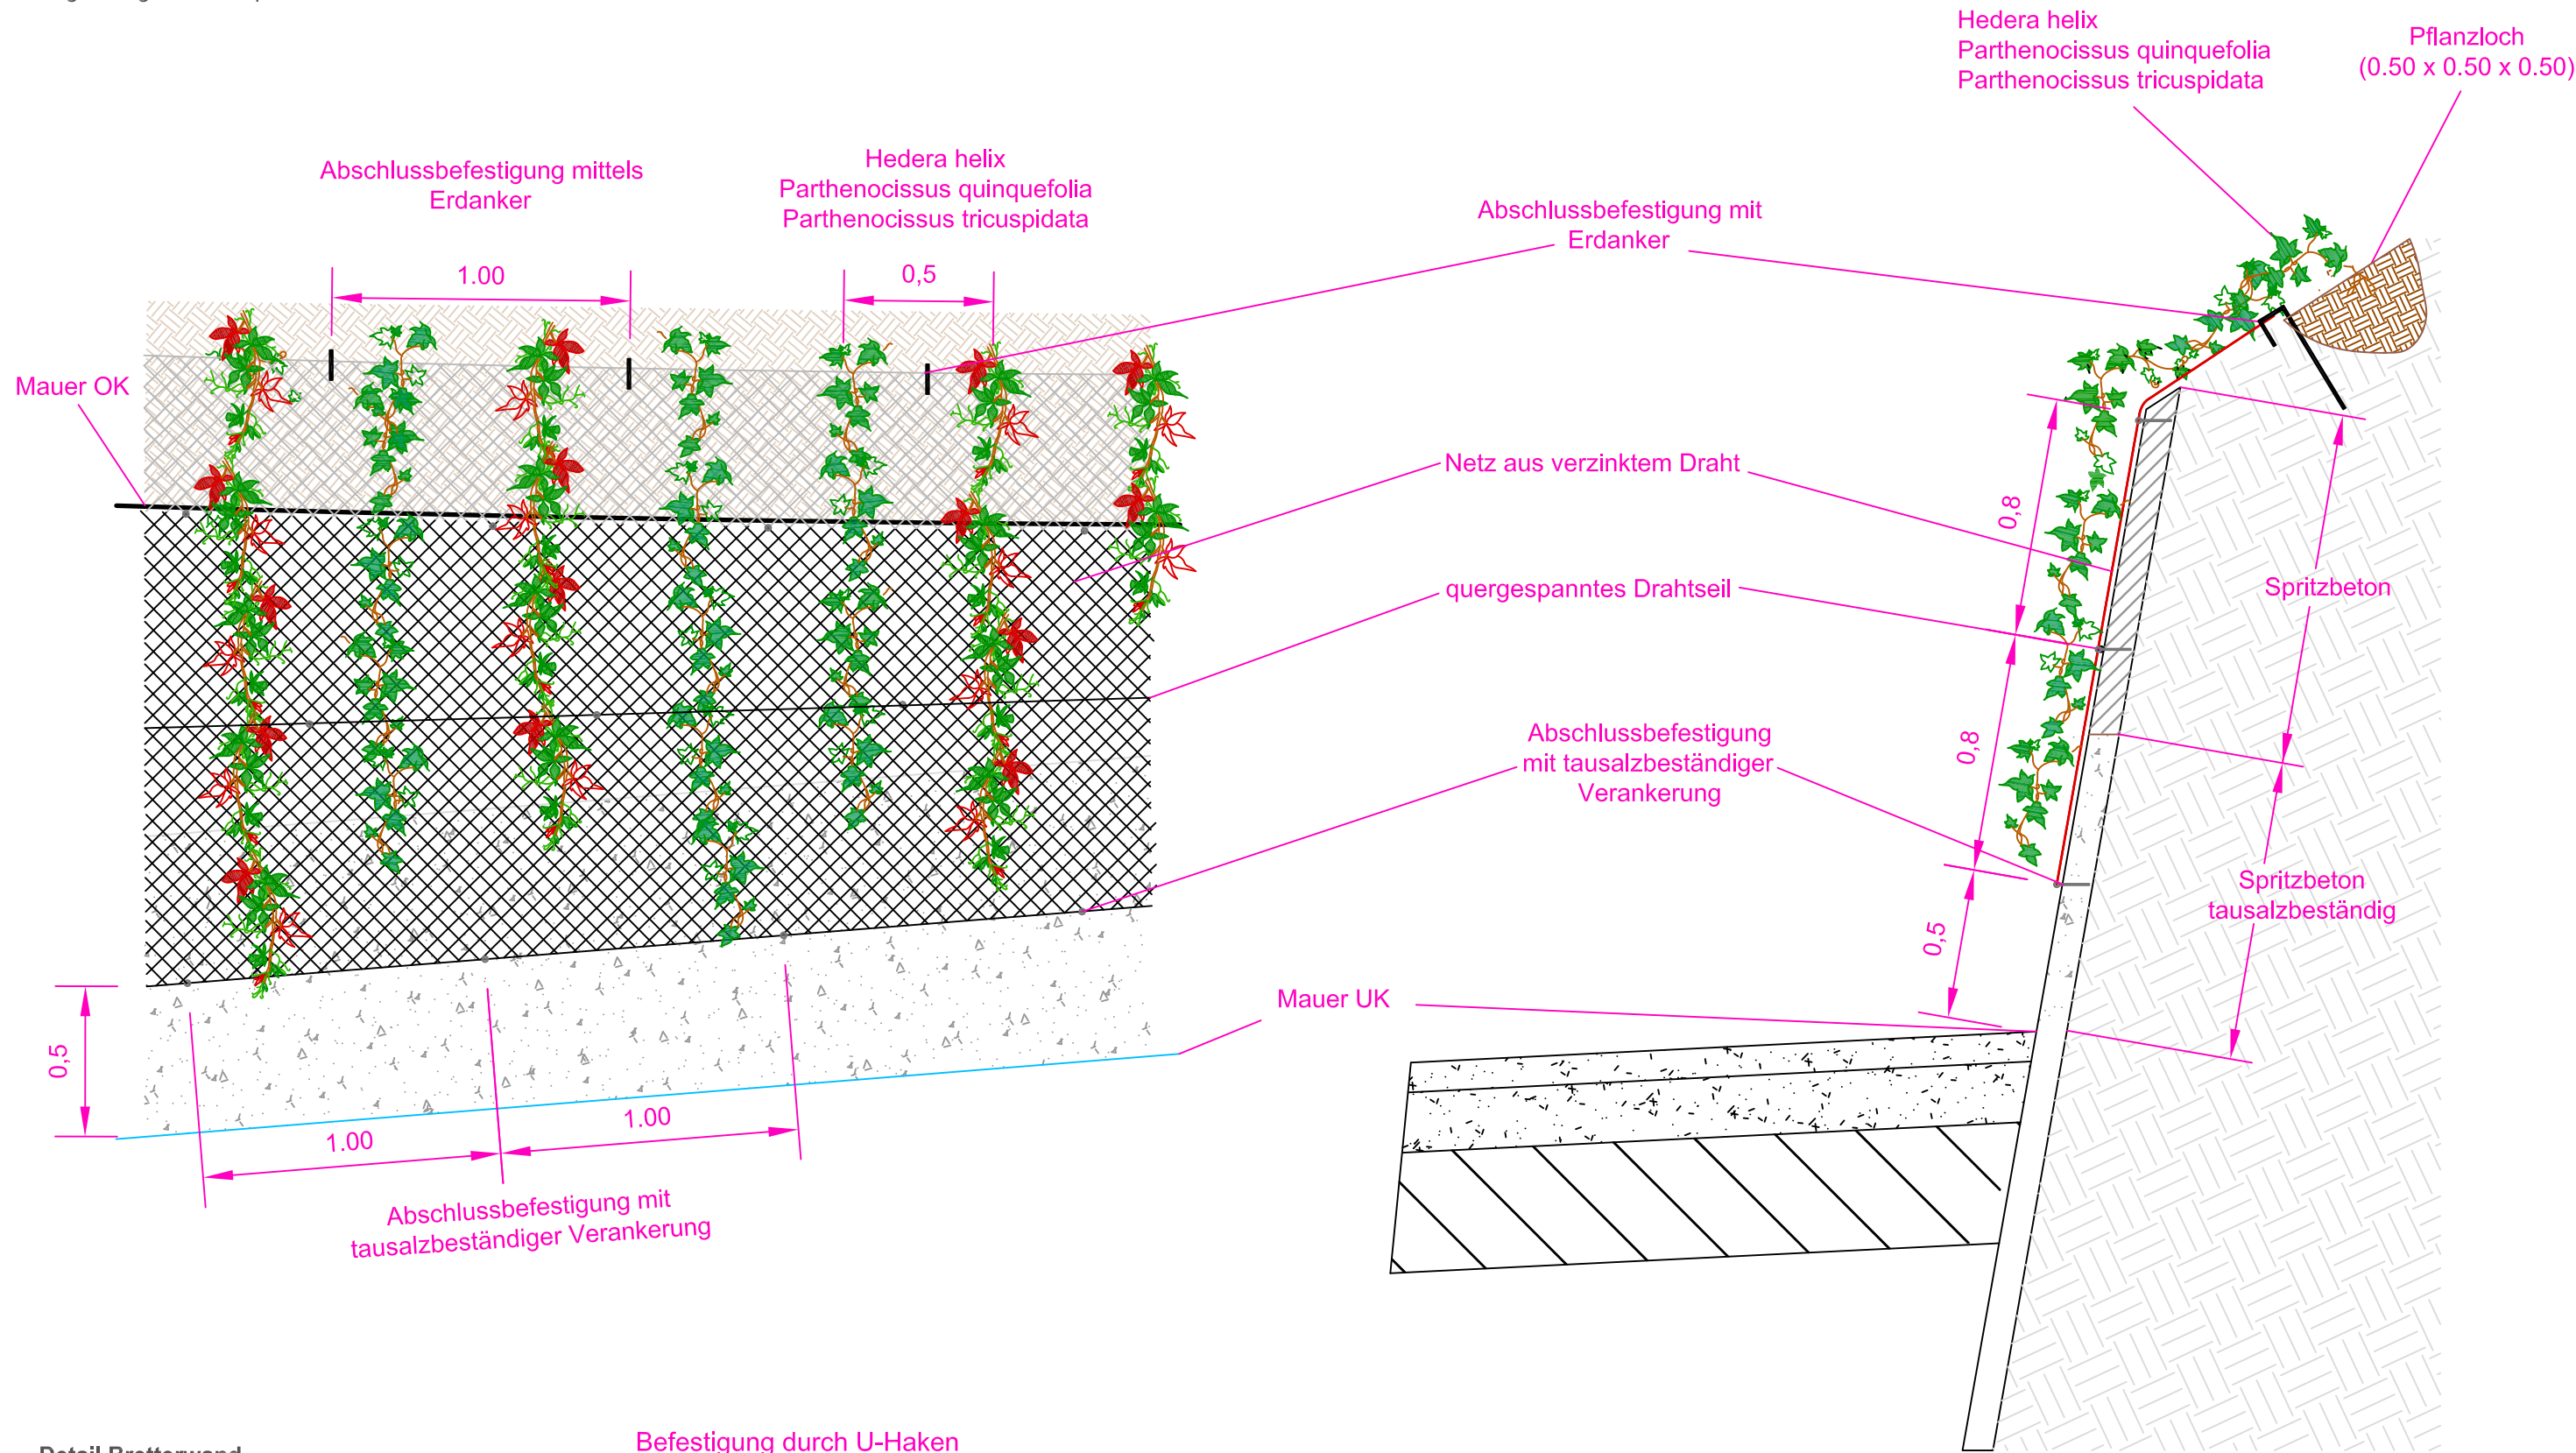 Hedera helix
Parthenocissus quinquefolia
Parthenocissus tricuspidata
Pflanzloch
(0.50 x 0.50 x 0.50)
Abschlussbefestigung mittels
Erdanker
Hedera helix
Parthenocissus quinquefolia
Parthenocissus tricuspidata
Abschlussbefestigung mit
Erdanker
1.00
0,5
Mauer OK
Netz aus verzinktem Draht
0,8
quergespanntes Drahtseil
Spritzbeton
Abschlussbefestigung
mit tausalzbeständiger
Verankerung
0,8
Spritzbeton
tausalzbeständig
0,5
Mauer UK
0,5
1.00
1.00
Abschlussbefestigung mit
tausalzbeständiger Verankerung
Befestigung durch U-Haken
Detail Bretterwand